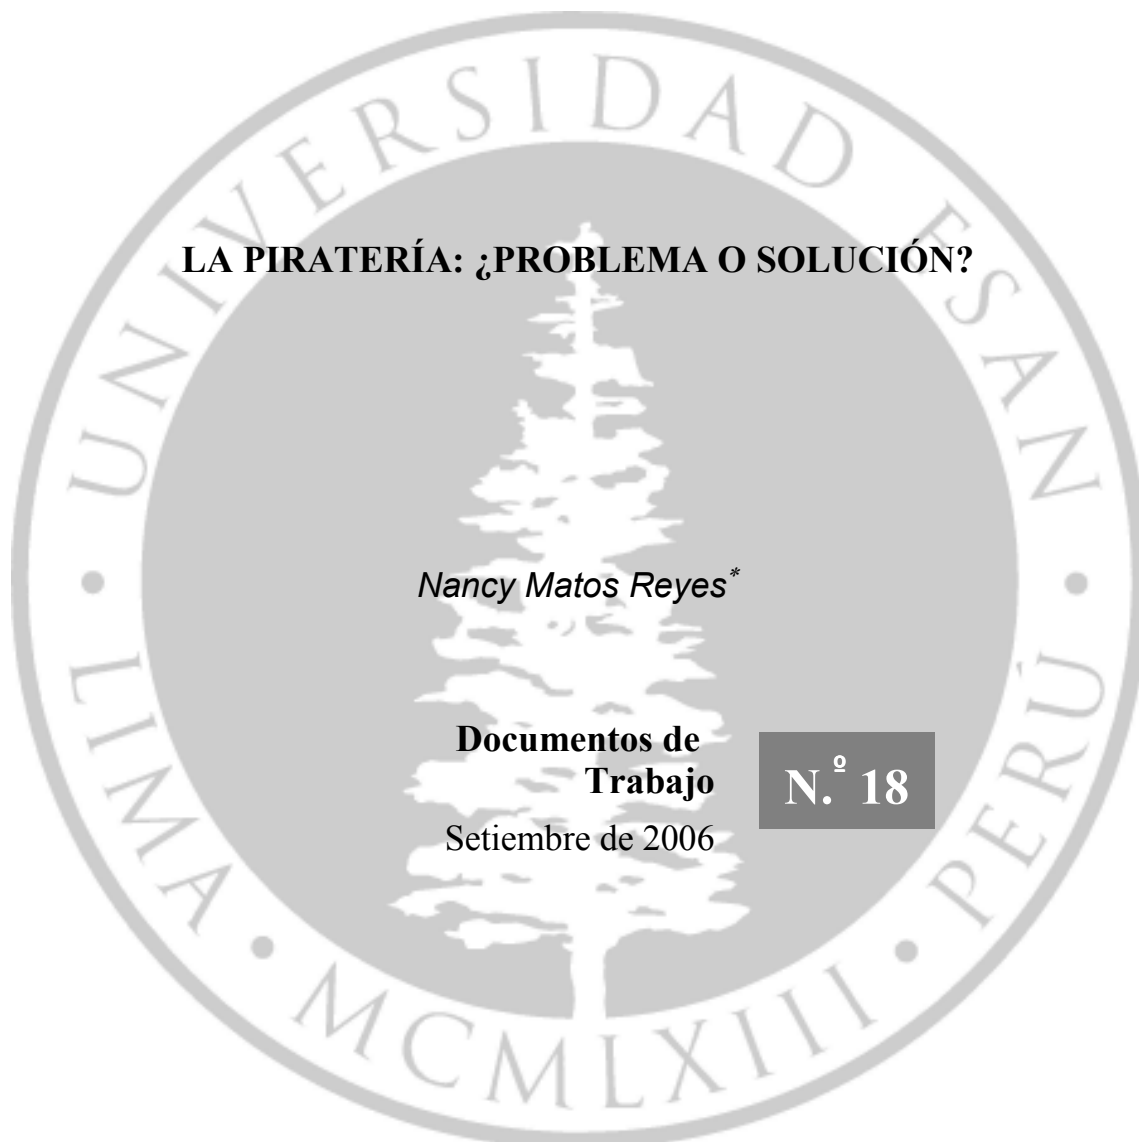 UNIVERSIDAD ESAN
LA PIRATERÍA: ¿PROBLEMA O SOLUCIÓN?
Nancy Matos Reyes*
Documentos de
Trabajo
N.º 18
Setiembre de 2006
LIMA • MCMLXIII • PERÚ